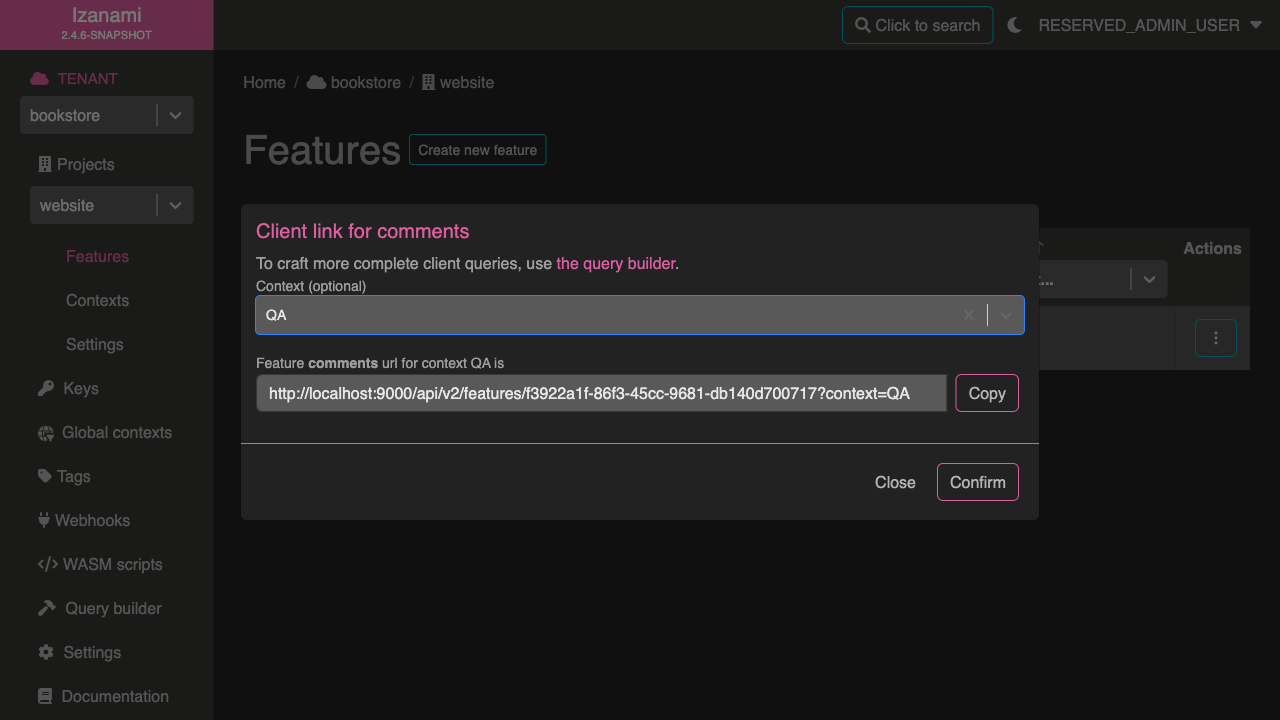 Izanami
2.4.6-SNAPSHOT
Click to search
RESERVED_ADMIN_USER
TENANT
bookstore
Projects
website
Features
Contexts
Settings
Keys
Global contexts
Tags
Webhooks
WASM scripts
Query builder
Settings
Documentation
Home / bookstore / website
Features Create new feature
Actions
Client link for comments
To craft more complete client queries, use the query builder.
Context (optional)
QA
Feature comments url for context QA is
http://localhost:9000/api/v2/features/f3922a1f-86f3-45cc-9681-db140d700717?context=QA Copy
Close Confirm